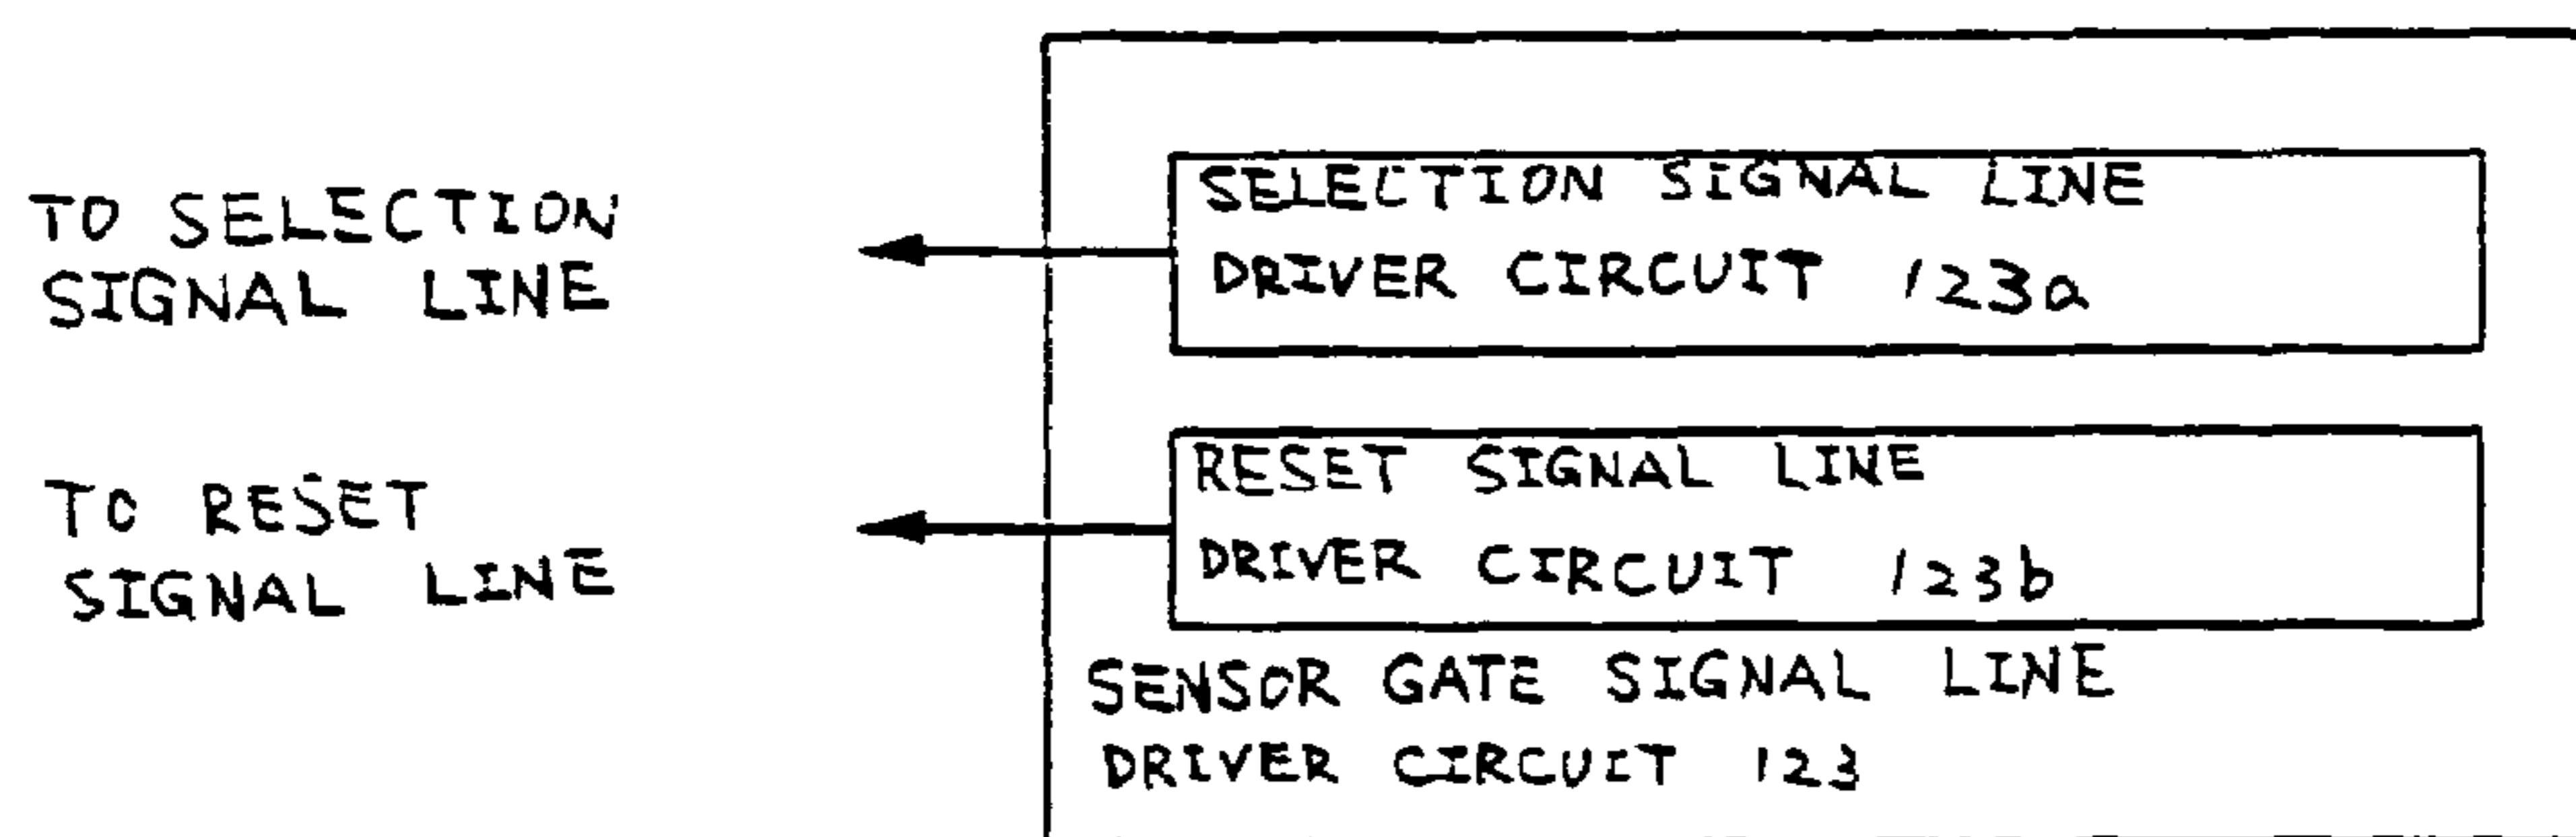 TO SELECTION
SIGNAL LINE
SELECTION SIGNAL LINE
DRIVER CIRCUIT 123a
TO RESET
SIGNAL LINE
RESET SIGNAL LINE
DRIVER CIRCUIT 123b
SENSOR GATE SIGNAL LINE
DRIVER CIRCUIT 123